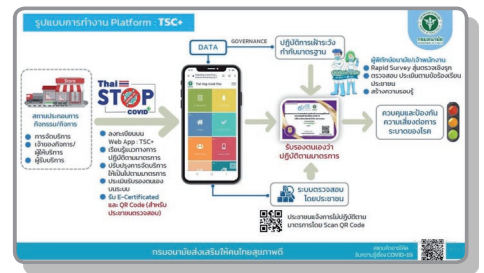 รูปแบบการทำงาน Platform : TSC+
Store
สถานประกอบการ
กิจกรรม/กิจการ
การจัดบริการ
เจ้าของกิจการ/
ผู้ให้บริการ
ผู้รับบริการ
Thai
STOP
COVID+
ลงทะเบียนบน
Web App : TSC+
เรียนรู้แนวทางการ
ปฏิบัติตามมาตรการ
ปรับปรุงการจัดบริการ
ให้เป็นไปตามมาตรการ
ประเมินรับรองตนเอง
บนระบบ
รับ E-Certificated
และ QR Code (สำหรับ
ประชาชนตรวจสอบ)
DATA
GOVERNANCE
ปฏิบัติการเฝ้าระวัง
กำกับมาตรฐาน
ผู้พิทักษ์อนามัย/เจ้าพนักงาน
Rapid Survey สุ่มตรวจเชิงรุก
ตรวจสอบ ประเมินตามข้อร้องเรียน
ประชาชน
สร้างความรอบรู้
รับรองตนเองว่า
ปฏิบัติตามมาตรการ
ควบคุมและป้องกัน
ความเสี่ยงต่อการ
ระบาดของโรค
ระบบตรวจสอบ
โดยประชาชน
ประชาชนแจ้งการไม่ปฏิบัติตาม
มาตรการโดย Scan QR Code
กรมอนามัยส่งเสริมให้คนไทยสุขภาพดี